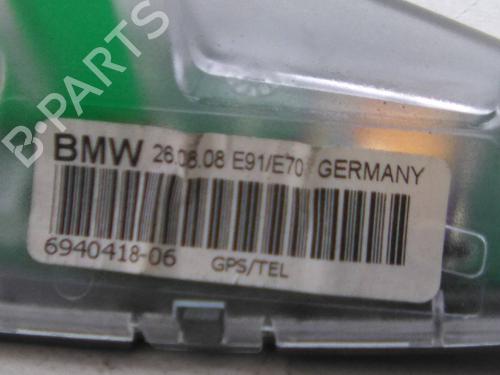 B-PARTS
BMW 26.08.08 E91/E70 GERMANY
6940418-06
GPS/TEL